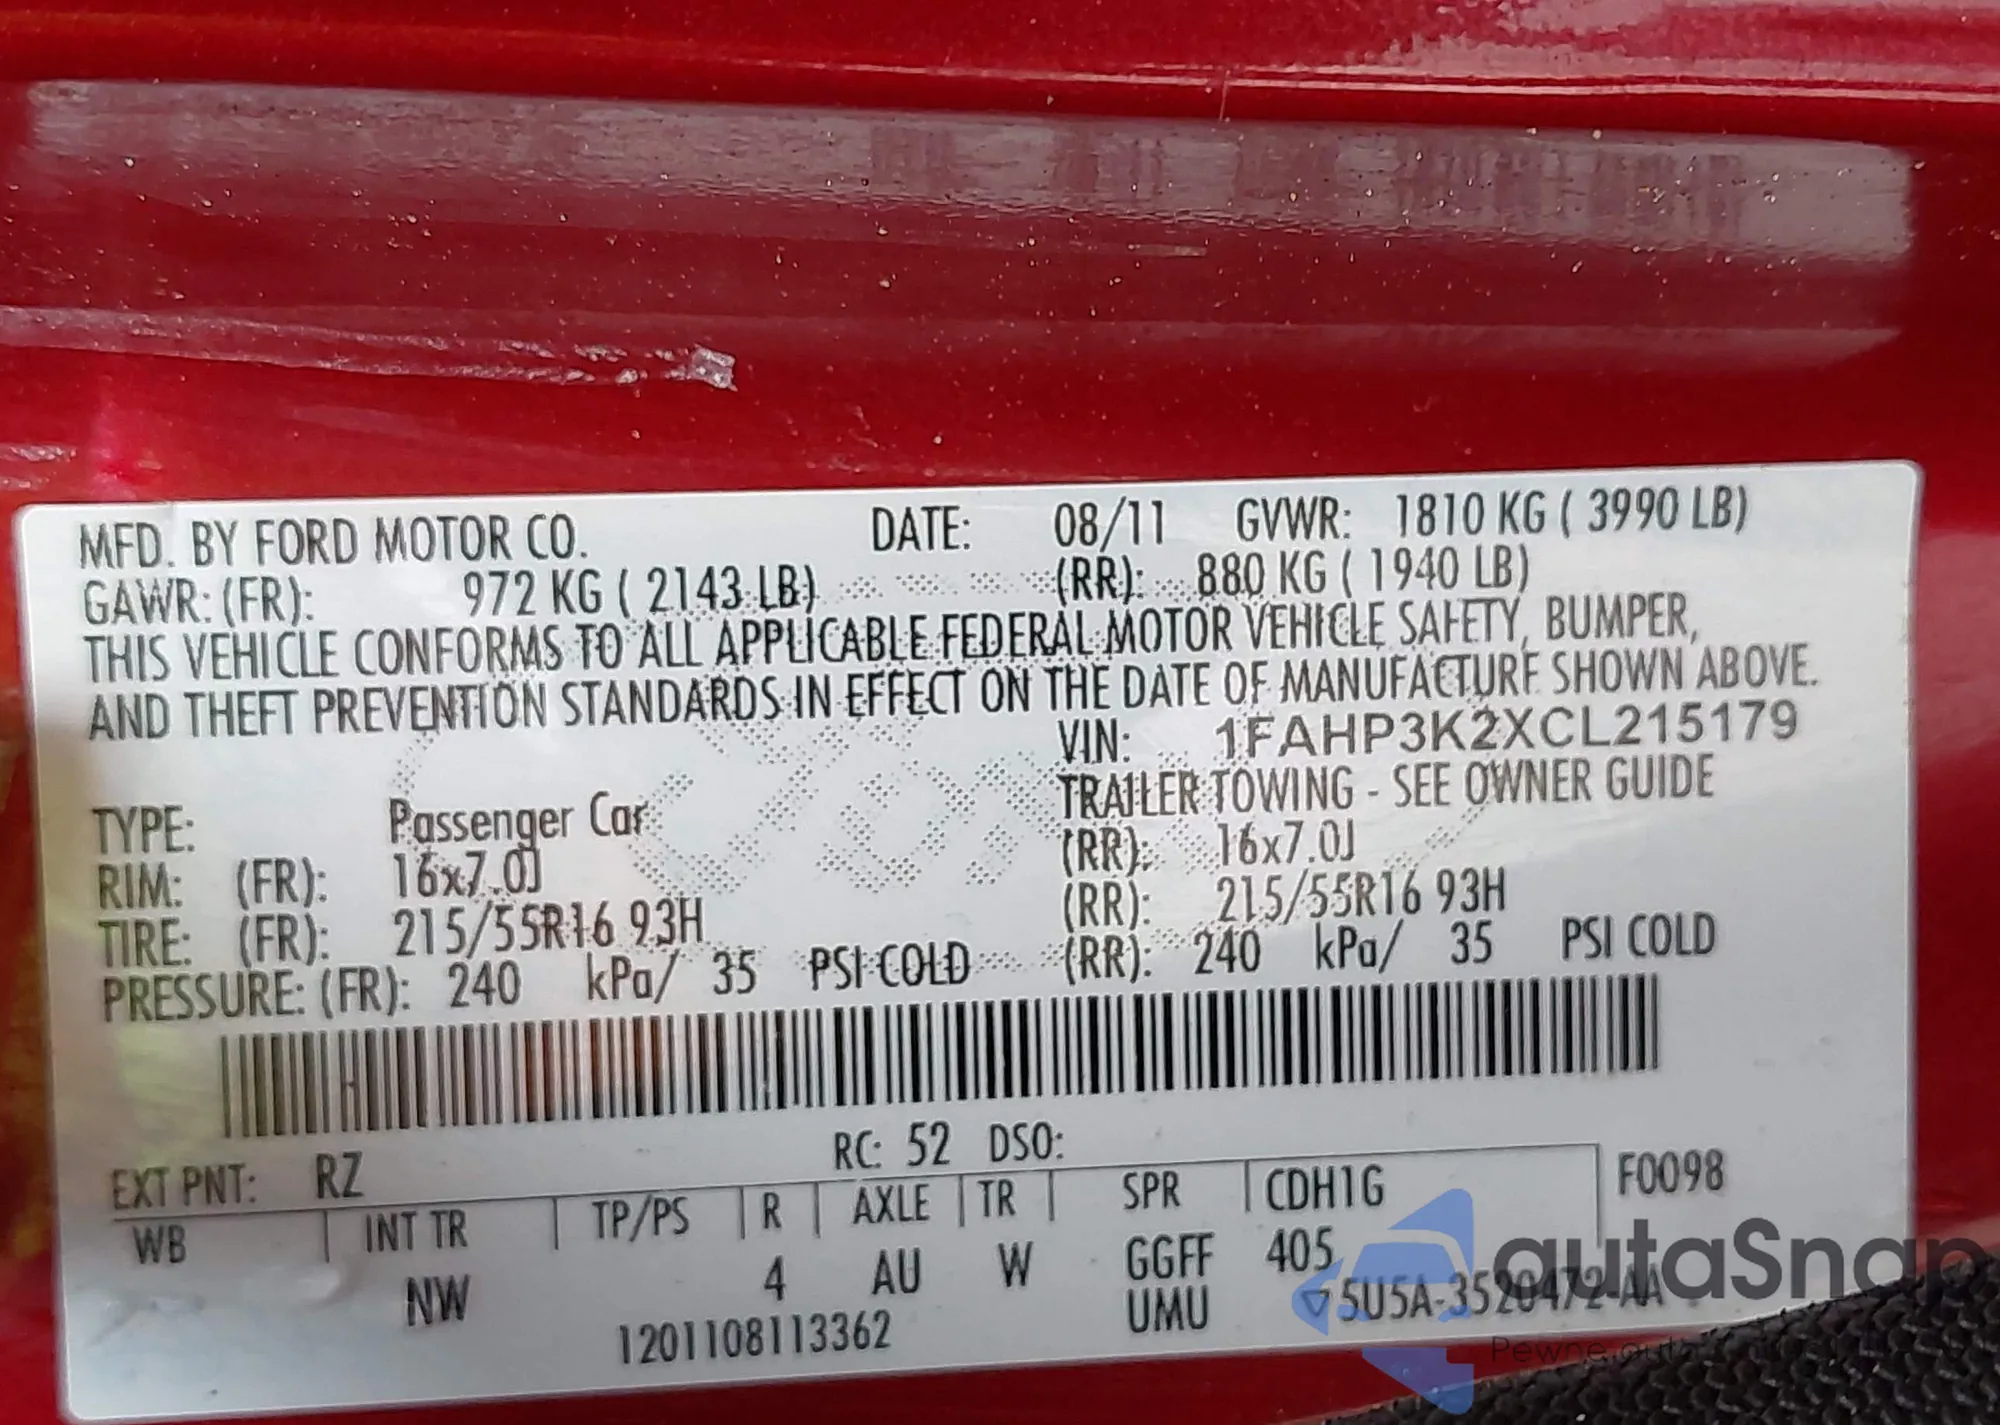 MFD. BY FORD MOTOR CO. DATE: 08/11 GVWR: 1810 KG ( 3990 LB)
GAWR: (FR): 972 KG ( 2143 LB) (RR): 880 KG ( 1940 LB)
THIS VEHICLE CONFORMS TO ALL APPLICABLE FEDERAL MOTOR VEHICLE SAFETY, BUMPER,
AND THEFT PREVENTION STANDARDS IN EFFECT ON THE DATE OF MANUFACTURE SHOWN ABOVE.
VIN: 1FAHP3K2XCL215179
TRAILER TOWING - SEE OWNER GUIDE
TYPE: Passenger Car
RIM: (FR): 16x7.0J (RR): 16x7.0J
TIRE: (FR): 215/55R16 93H (RR): 215/55R16 93H
PRESSURE: (FR): 240 kPa/ 35 PSI COLD (RR): 240 kPa/ 35 PSI COLD
RC: 52 DSO:
EXT PNT: RZ F0098
WB INT TR TP/PS R AXLE TR SPR CDH1G
NW 4 AU W GGFF 405
UMU 5U5A-3520472-AA
1201108113362
autaSnap
Pewne auta